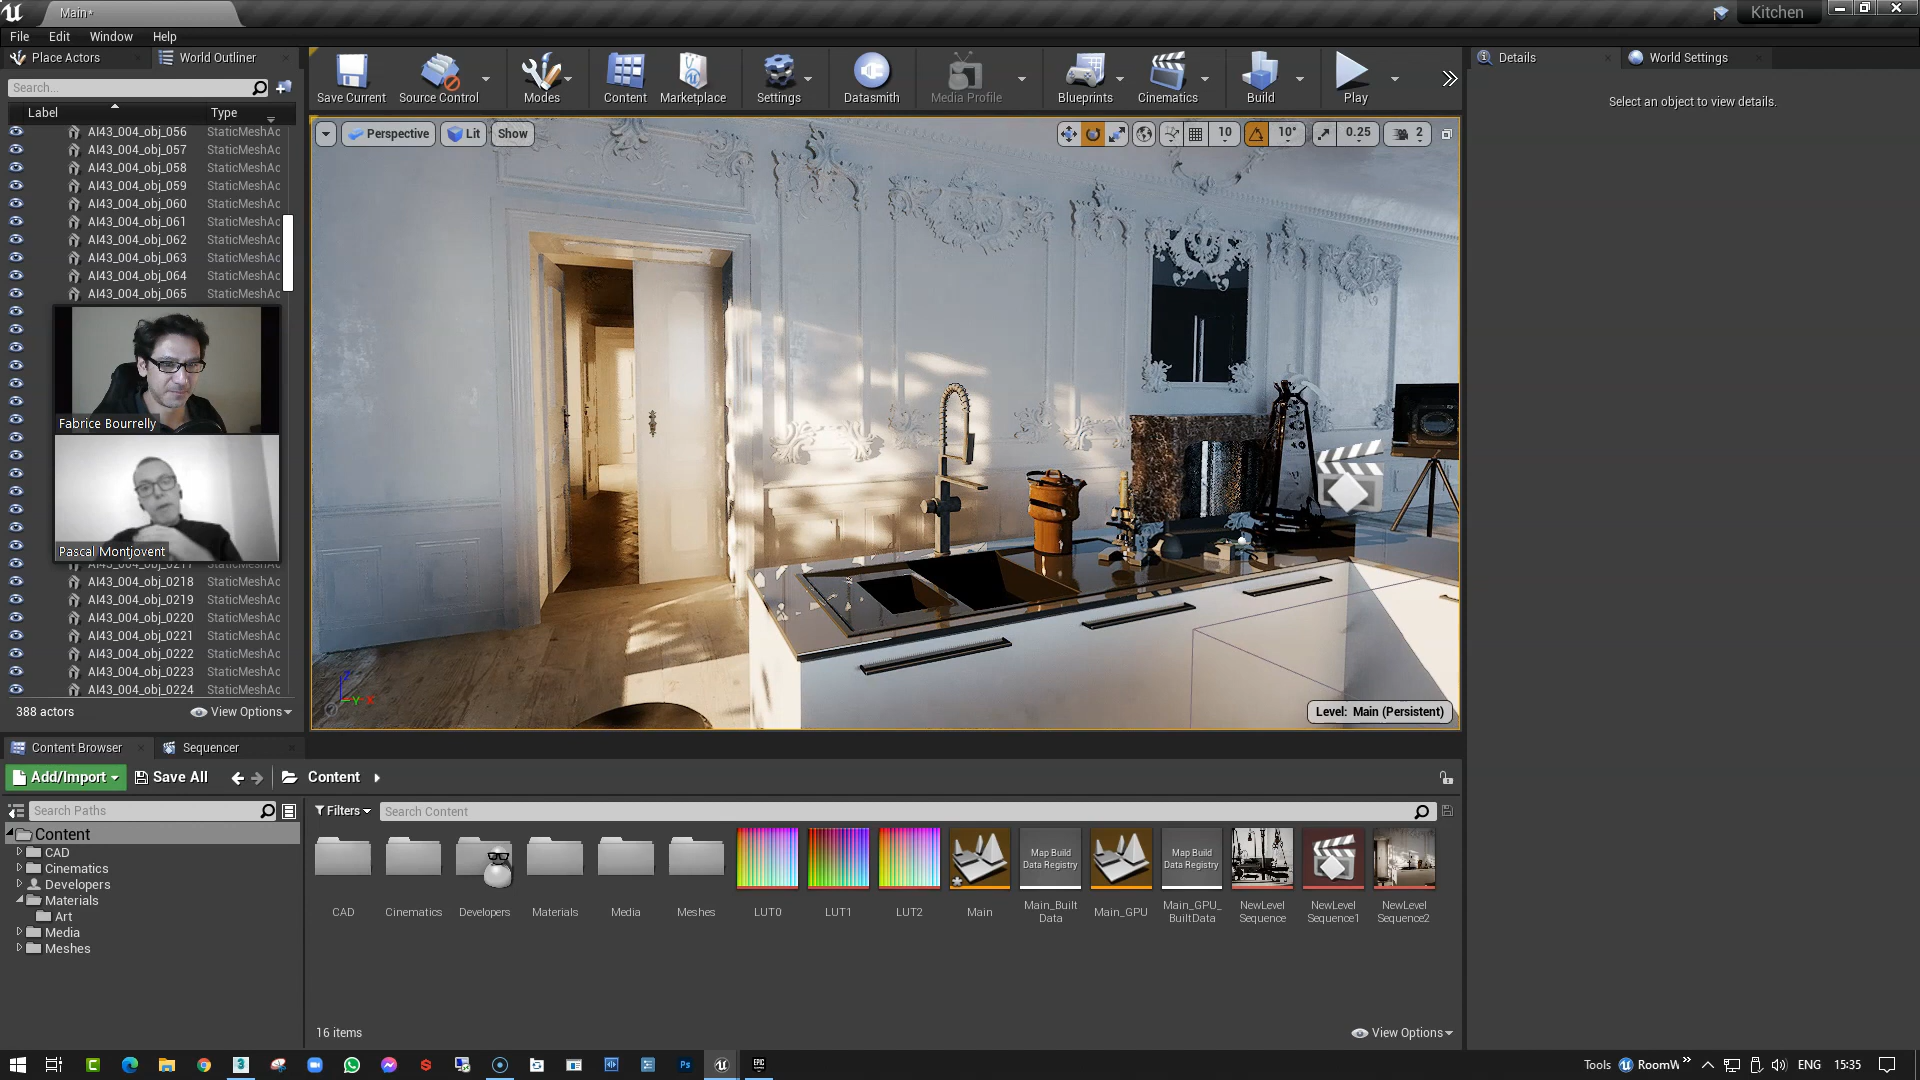 Main*
Kitchen
File Edit Window Help
Place Actors
World Outliner
Search...
Label
Type
AI43_004_obj_056 StaticMeshAc
AI43_004_obj_057 StaticMeshAc
AI43_004_obj_058 StaticMeshAc
AI43_004_obj_059 StaticMeshAc
AI43_004_obj_060 StaticMeshAc
AI43_004_obj_061 StaticMeshAc
AI43_004_obj_062 StaticMeshAc
AI43_004_obj_063 StaticMeshAc
AI43_004_obj_064 StaticMeshAc
AI43_004_obj_065 StaticMeshAc
Fabrice Bourrelly
Pascal Montjovent
AI43_004_obj_0217 StaticMeshAc
AI43_004_obj_0218 StaticMeshAc
AI43_004_obj_0219 StaticMeshAc
AI43_004_obj_0220 StaticMeshAc
AI43_004_obj_0221 StaticMeshAc
AI43_004_obj_0222 StaticMeshAc
AI43_004_obj_0223 StaticMeshAc
AI43_004_obj_0224 StaticMeshAc
388 actors
View Options
Save Current
Source Control
Modes
Content
Marketplace
Settings
Datasmith
Media Profile
Blueprints
Cinematics
Build
Play
Perspective
Lit
Show
10
10°
0.25
2
Z
Y
X
Level: Main (Persistent)
Details
World Settings
Select an object to view details.
Content Browser
Sequencer
Add/Import
Save All
Content
Search Paths
Content
CAD
Cinematics
Developers
Materials
Art
Media
Meshes
Filters
Search Content
Map Build
Data Registry
Map Build
Data Registry
CAD
Cinematics
Developers
Materials
Media
Meshes
LUT0
LUT1
LUT2
Main
Main_Built
Data
Main_GPU
Main_GPU_
BuiltData
NewLevel
Sequence
NewLevel
Sequence1
NewLevel
Sequence2
16 items
View Options
3
S
Ps
EPIC
Tools
RoomW
ENG
15:35